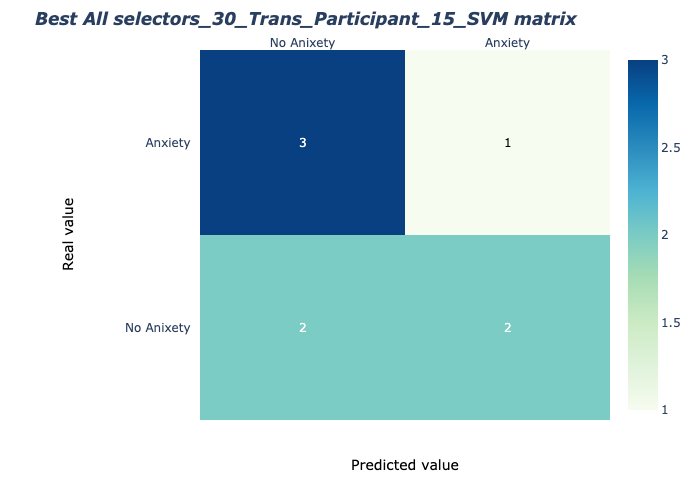 Best All selectors_30_Trans_Participant_15_SVM matrix
No Anixety Anxiety
Anxiety 3 1
No Anixety 2 2
Real value
Predicted value
3
2.5
2
1.5
1